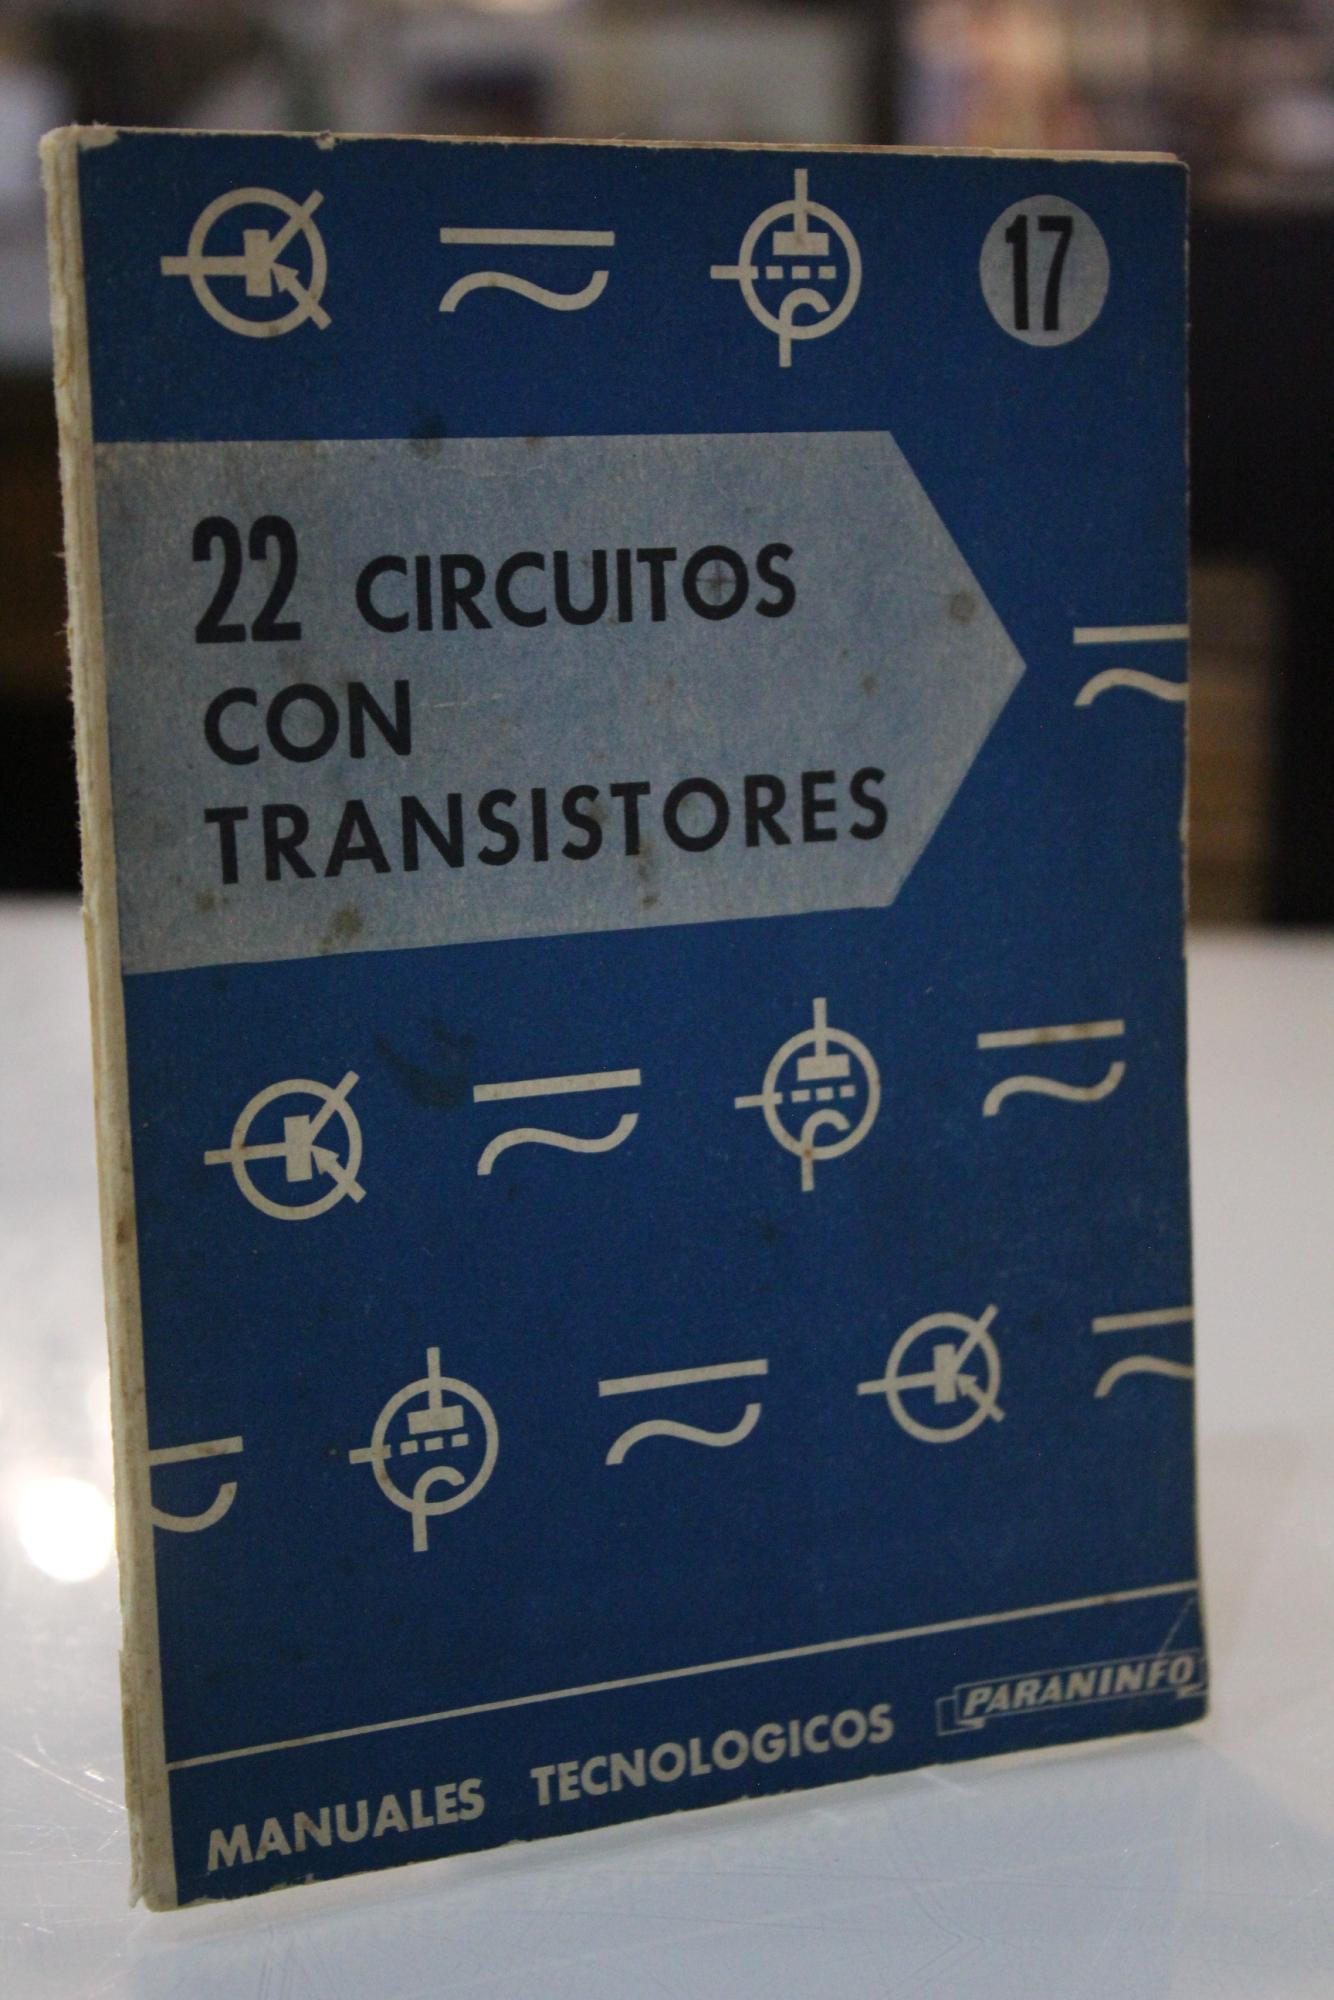 17
22 CIRCUITOS
CON
TRANSISTORES
MANUALES TECNOLOGICOS PARANINFO